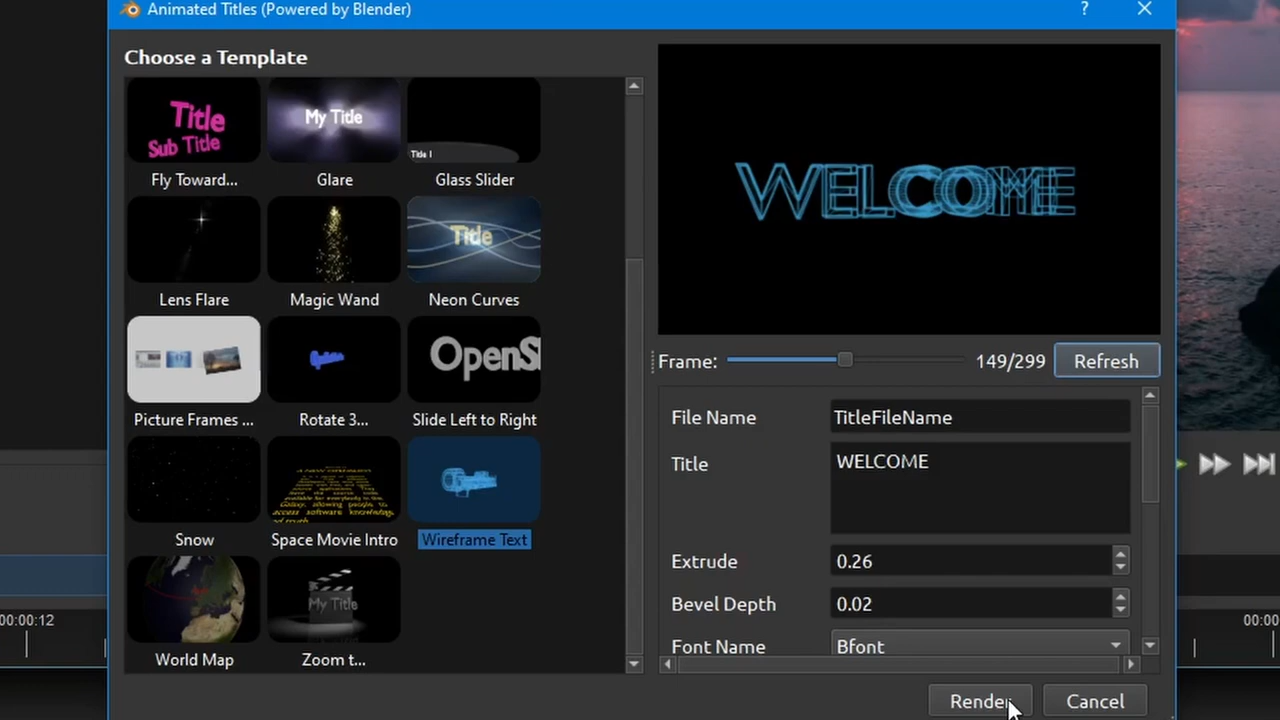 Animated Titles (Powered by Blender)
?
Choose a Template
Title
Sub Title
Fly Toward...
My Title
Glare
Title 1
Glass Slider
Lens Flare
Magic Wand
Title
Neon Curves
Picture Frames ...
Rotate 3...
OpenS
Slide Left to Right
Snow
Space Movie Intro
Wireframe Text
World Map
My Title
Zoom t...
WELCOME
Frame:
149/299
Refresh
File Name
TitleFileName
Title
WELCOME
Extrude
0.26
Bevel Depth
0.02
Font Name
Bfont
Render
Cancel
00:00:12
00:00